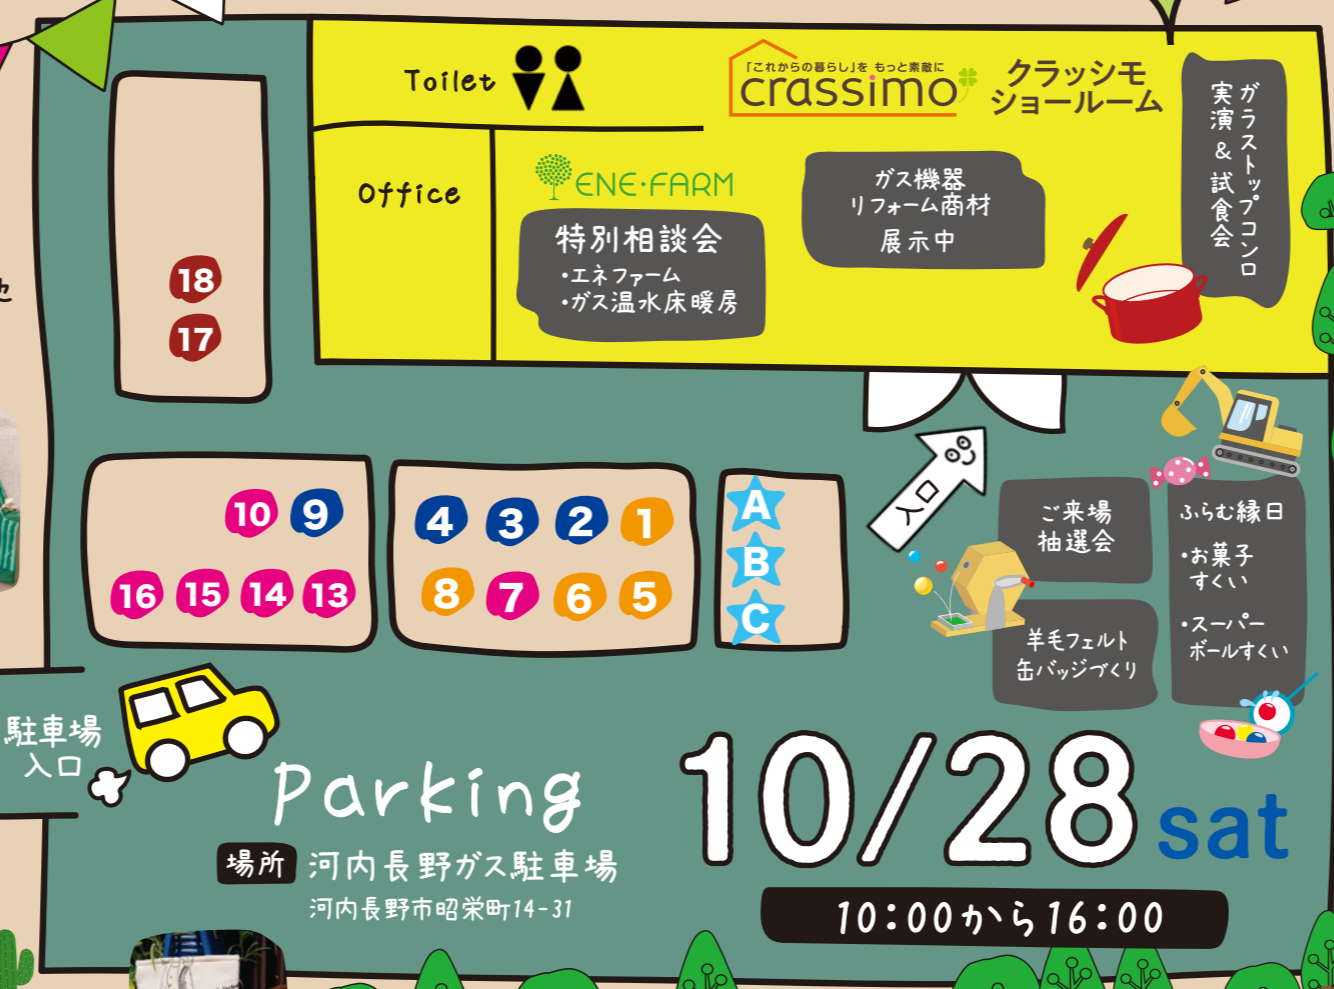 Toilet
「これからの暮らし」を もっと素敵に
crassimo
クラッシモ
ショールーム
ガラストップコンロ
実演&試食会
Office
ENE・FARM
特別相談会
・エネファーム
・ガス温水床暖房
ガス機器
リフォーム商材
展示中
18
17
入口
10 9
16 15 14 13
4 3 2 1
8 7 6 5
A
B
C
ご来場
抽選会
羊毛フェルト
缶バッジづくり
ふらむ縁日
・お菓子
すくい
・スーパー
ボールすくい
駐車場
入口
Parking
場所 河内長野ガス駐車場
河内長野市昭栄町14-31
10/28 sat
10:00から16:00